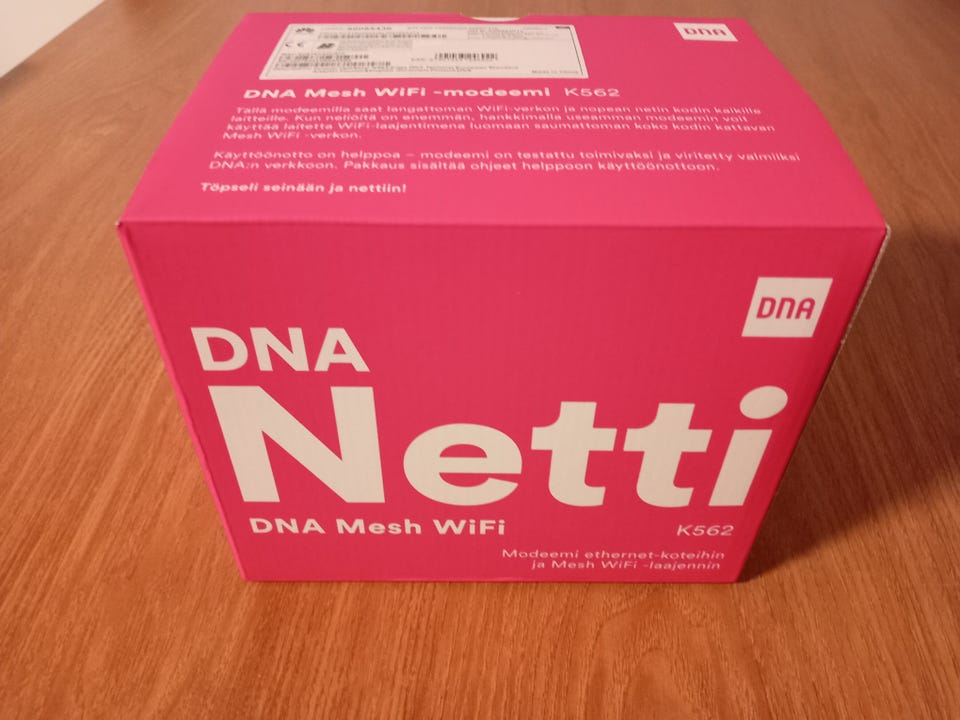 DNA
Made in China
DNA Mesh WiFi -modeemi K562
Tällä modeemilla saat langattoman WiFi-verkon ja nopean netin kodin kaikille
laitteille. Kun neliöitä on enemmän, hankkimalla useamman modeemin voit
käyttää laitetta WiFi-laajentimena luomaan saumattoman koko kodin kattavan
Mesh WiFi -verkon.
Käyttöönotto on helppoa – modeemi on testattu toimivaksi ja viritetty valmiiksi
DNA:n verkkoon. Pakkaus sisältää ohjeet helppoon käyttöönottoon.
Töpseli seinään ja nettiin!
DNA
DNA
Netti
DNA Mesh WiFi
K562
Modeemi ethernet-koteihin
ja Mesh WiFi -laajennin